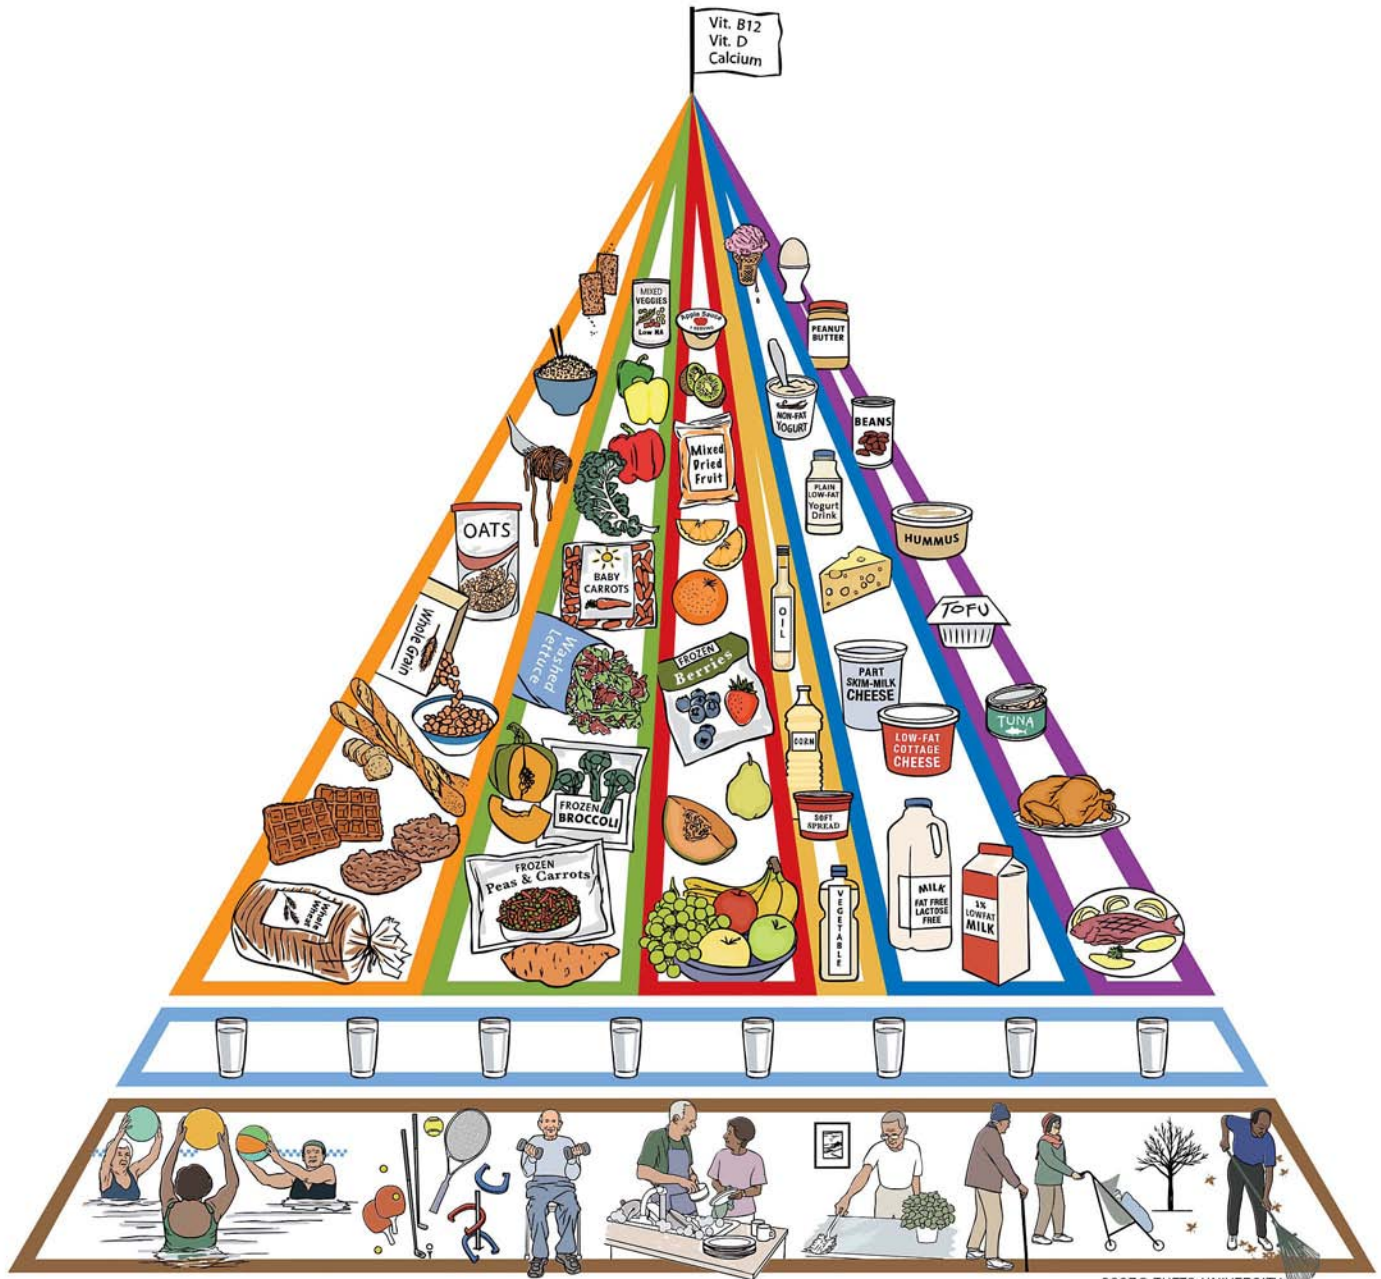 Vit. B12
Vit. D
Calcium
MIXED
VEGGIES
Low NA
Apple Sauce
1 SERVING
PEANUT
BUTTER
NON-FAT
YOGURT
BEANS
Mixed
Dried
Fruit
PLAIN
LOW-FAT
Yogurt
Drink
OATS
HUMMUS
BABY
CARROTS
OIL
TOFU
Whole Grain
Washed
Lettuce
FROZEN
Berries
PART
SKIM-MILK
CHEESE
TUNA
CORN
LOW-FAT
COTTAGE
CHEESE
FROZEN
BROCCOLI
SOFT
SPREAD
FROZEN
Peas & Carrots
Whole
Wheat
VEGETABLE
MILK
FAT FREE
LACTOSE
FREE
1%
LOWFAT
MILK